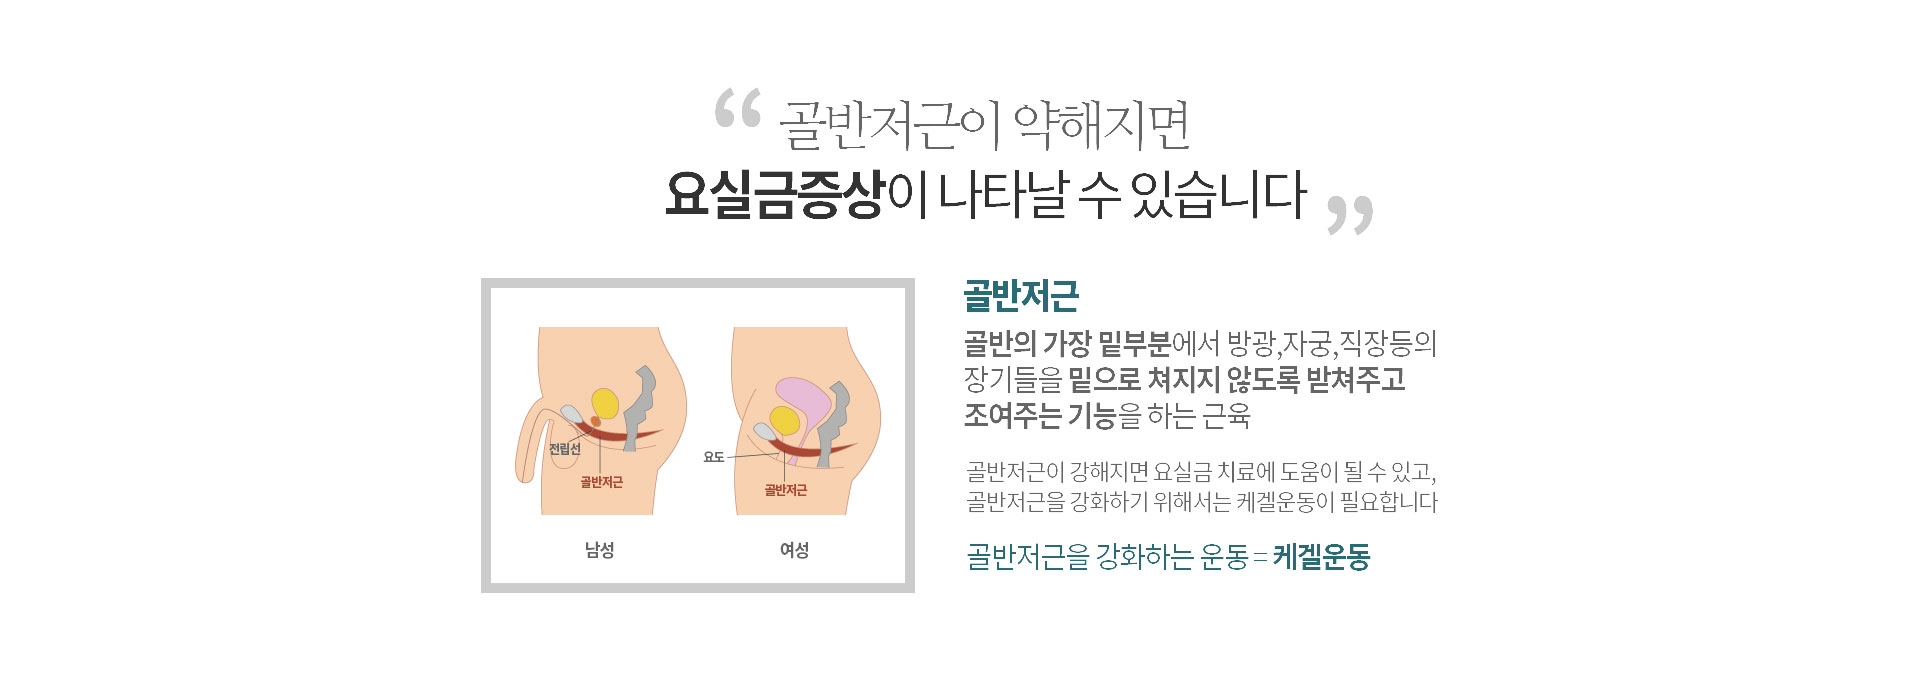 “ 골반저근이 약해지면
요실금증상이 나타날 수 있습니다 ”
골반저근
골반의 가장 밑부분에서 방광,자궁,직장등의
장기들을 밑으로 쳐지지 않도록 받쳐주고
조여주는 기능을 하는 근육
골반저근이 강해지면 요실금 치료에 도움이 될 수 있고,
골반저근을 강화하기 위해서는 케겔운동이 필요합니다
골반저근을 강화하는 운동 = 케겔운동
전립선
골반저근
남성
요도
골반저근
여성